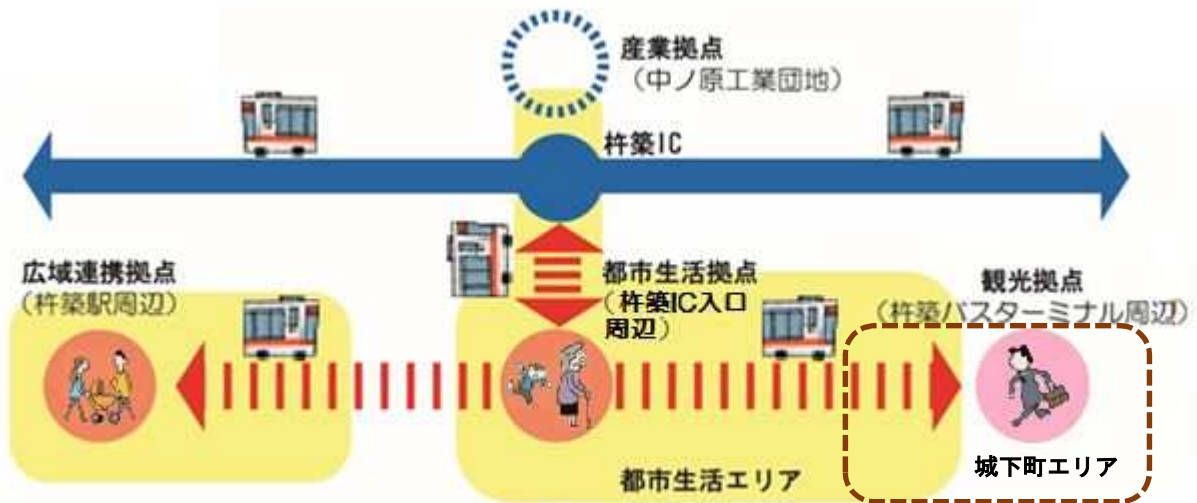 産業拠点
（中ノ原工業団地）
杵築IC
広域連携拠点
（杵築駅周辺）
都市生活拠点
（杵築IC入口
周辺）
観光拠点
（杵築バスターミナル周辺）
城下町エリア
都市生活エリア